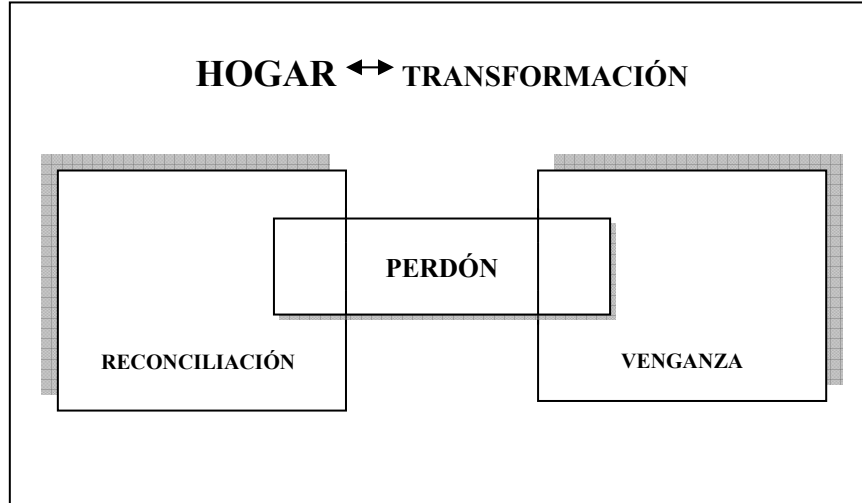 HOGAR ↔ TRANSFORMACIÓN
PERDÓN
RECONCILIACIÓN
VENGANZA